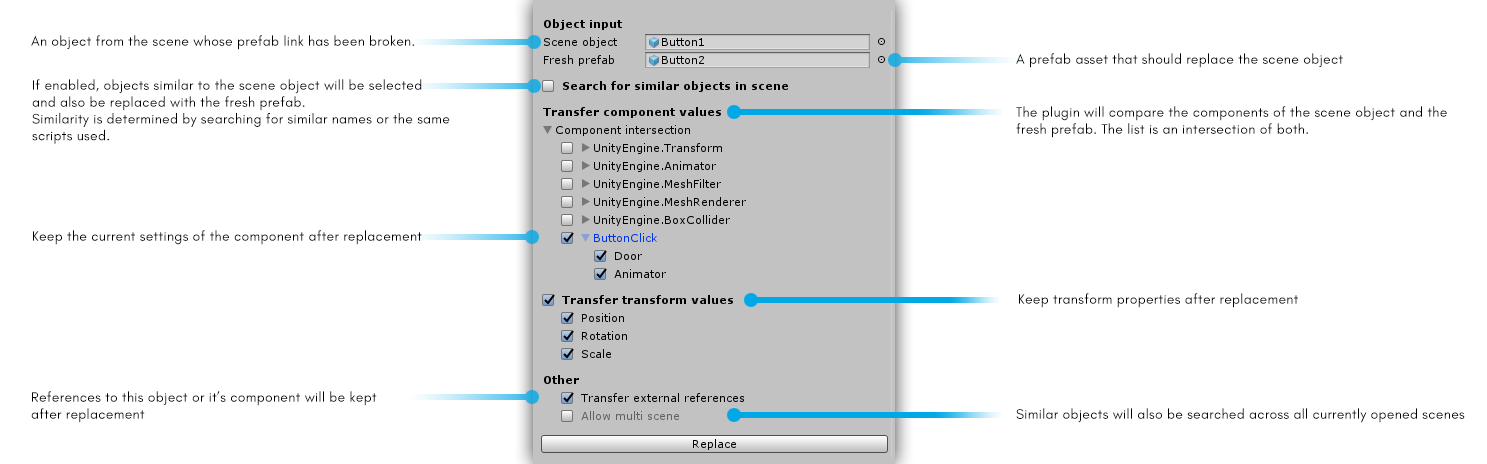 An object from the scene whose prefab link has been broken.
If enabled, objects similar to the scene object will be selected
and also be replaced with the fresh prefab.
Similarity is determined by searching for similar names or the same
scripts used.
Keep the current settings of the component after replacement
References to this object or it's component will be kept
after replacement
Object input
Scene object Button1
Fresh prefab Button2
Search for similar objects in scene
Transfer component values
Component intersection
UnityEngine.Transform
UnityEngine.Animator
UnityEngine.MeshFilter
UnityEngine.MeshRenderer
UnityEngine.BoxCollider
ButtonClick
Door
Animator
Transfer transform values
Position
Rotation
Scale
Other
Transfer external references
Allow multi scene
Replace
A prefab asset that should replace the scene object
The plugin will compare the components of the scene object and the
fresh prefab. The list is an intersection of both.
Keep transform properties after replacement
Similar objects will also be searched across all currently opened scenes